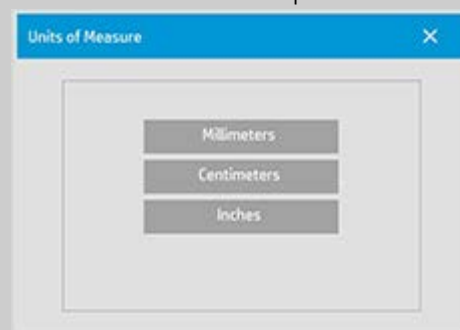 Units of Measure
Millimeters
Centimeters
Inches